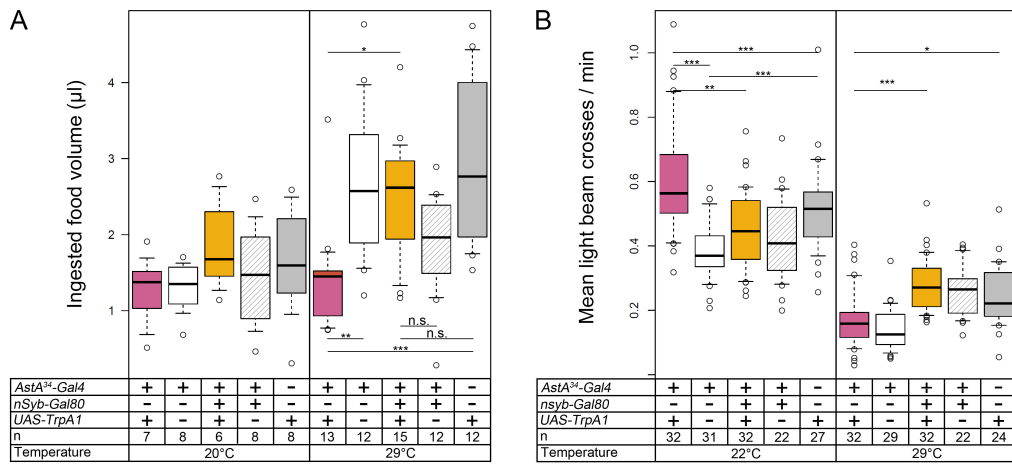 A
Ingested food volume (µl)
4
3
2
1
*
n.s.
n.s.
**
***
AstA³⁴-Gal4 + + + + − + + + + −
nSyb-Gal80 − − + + − − − + + −
UAS-TrpA1 + − + − + + − + − +
n 7 8 6 8 8 13 12 15 12 12
Temperature 20°C 29°C
B
Mean light beam crosses / min
1.0
0.8
0.6
0.4
0.2
***
***
***
**
*
***
AstA³⁴-Gal4 + + + + − + + + + −
nsyb-Gal80 − − + + − − − + + −
UAS-TrpA1 + − + − + + − + − +
n 32 31 32 22 27 32 29 32 22 24
Temperature 22°C 29°C